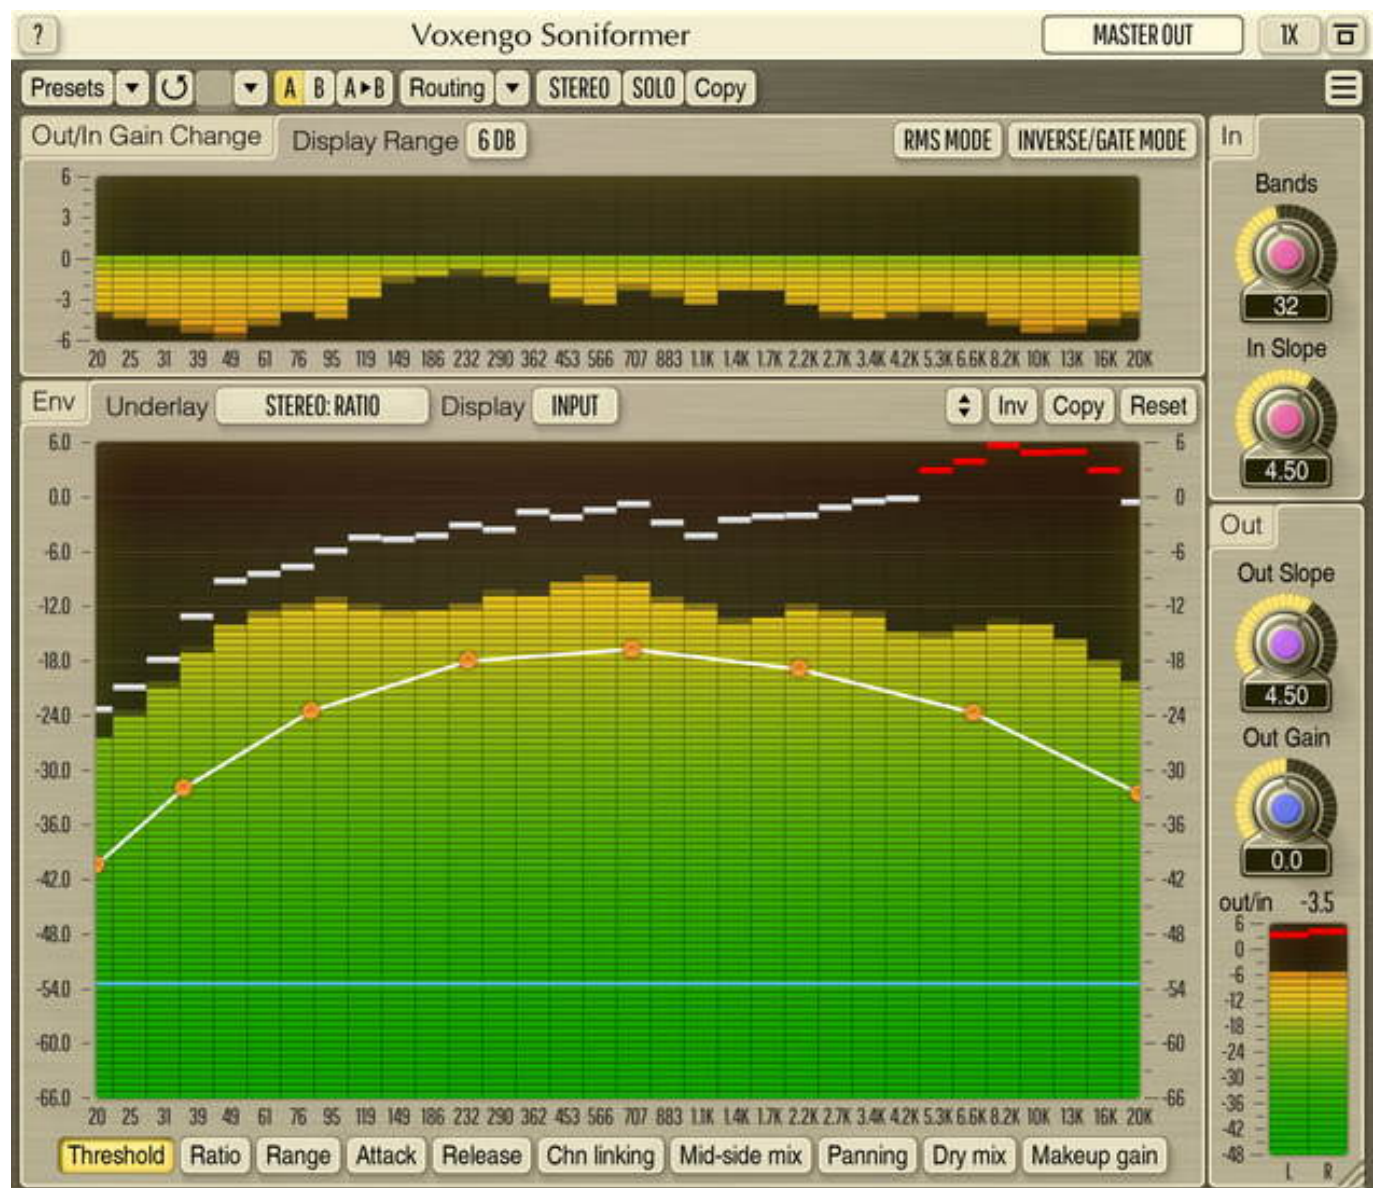 ? Voxengo Soniformer MASTER OUT 1X
Presets A B A▸B Routing STEREO SOLO Copy
Out/In Gain Change Display Range 6 DB RMS MODE INVERSE/GATE MODE
6
3
0
-3
-6
20 25 31 39 49 61 76 95 119 149 186 232 290 362 453 566 707 883 1.1K 1.4K 1.7K 2.2K 2.7K 3.4K 4.2K 5.3K 6.6K 8.2K 10K 13K 16K 20K
Env Underlay STEREO: RATIO Display INPUT Inv Copy Reset
6.0 6
0.0 0
-6.0 -6
-12.0 -12
-18.0 -18
-24.0 -24
-30.0 -30
-36.0 -36
-42.0 -42
-48.0 -48
-54.0 -54
-60.0 -60
-66.0 -66
20 25 31 39 49 61 76 95 119 149 186 232 290 362 453 566 707 883 1.1K 1.4K 1.7K 2.2K 2.7K 3.4K 4.2K 5.3K 6.6K 8.2K 10K 13K 16K 20K
Threshold Ratio Range Attack Release Chn linking Mid-side mix Panning Dry mix Makeup gain
In
Bands
32
In Slope
4.50
Out
Out Slope
4.50
Out Gain
0.0
out/in -3.5
6
0
-6
-12
-18
-24
-30
-36
-42
-48
L R